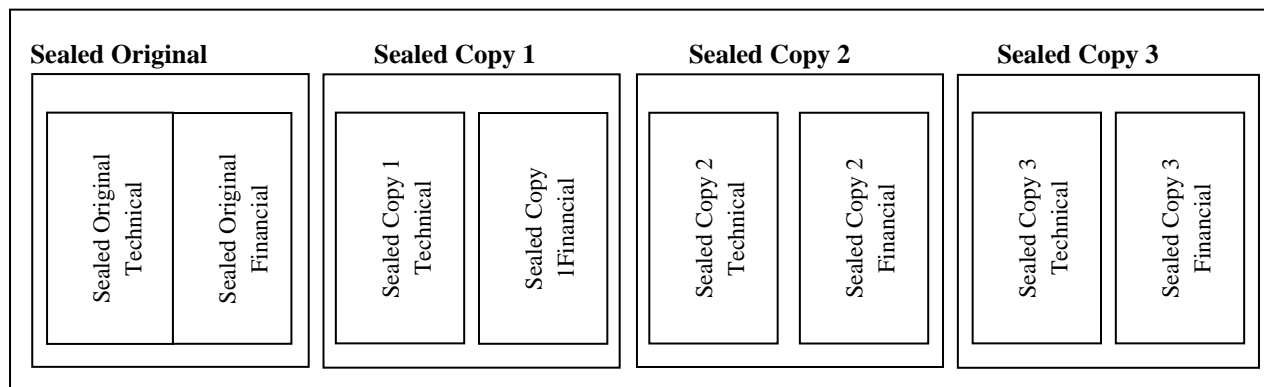 Sealed Original
Sealed Copy 1
Sealed Copy 2
Sealed Copy 3
Sealed Original
Technical
Sealed Original
Financial
Sealed Copy 1
Technical
Sealed Copy
1Financial
Sealed Copy 2
Technical
Sealed Copy 2
Financial
Sealed Copy 3
Technical
Sealed Copy 3
Financial